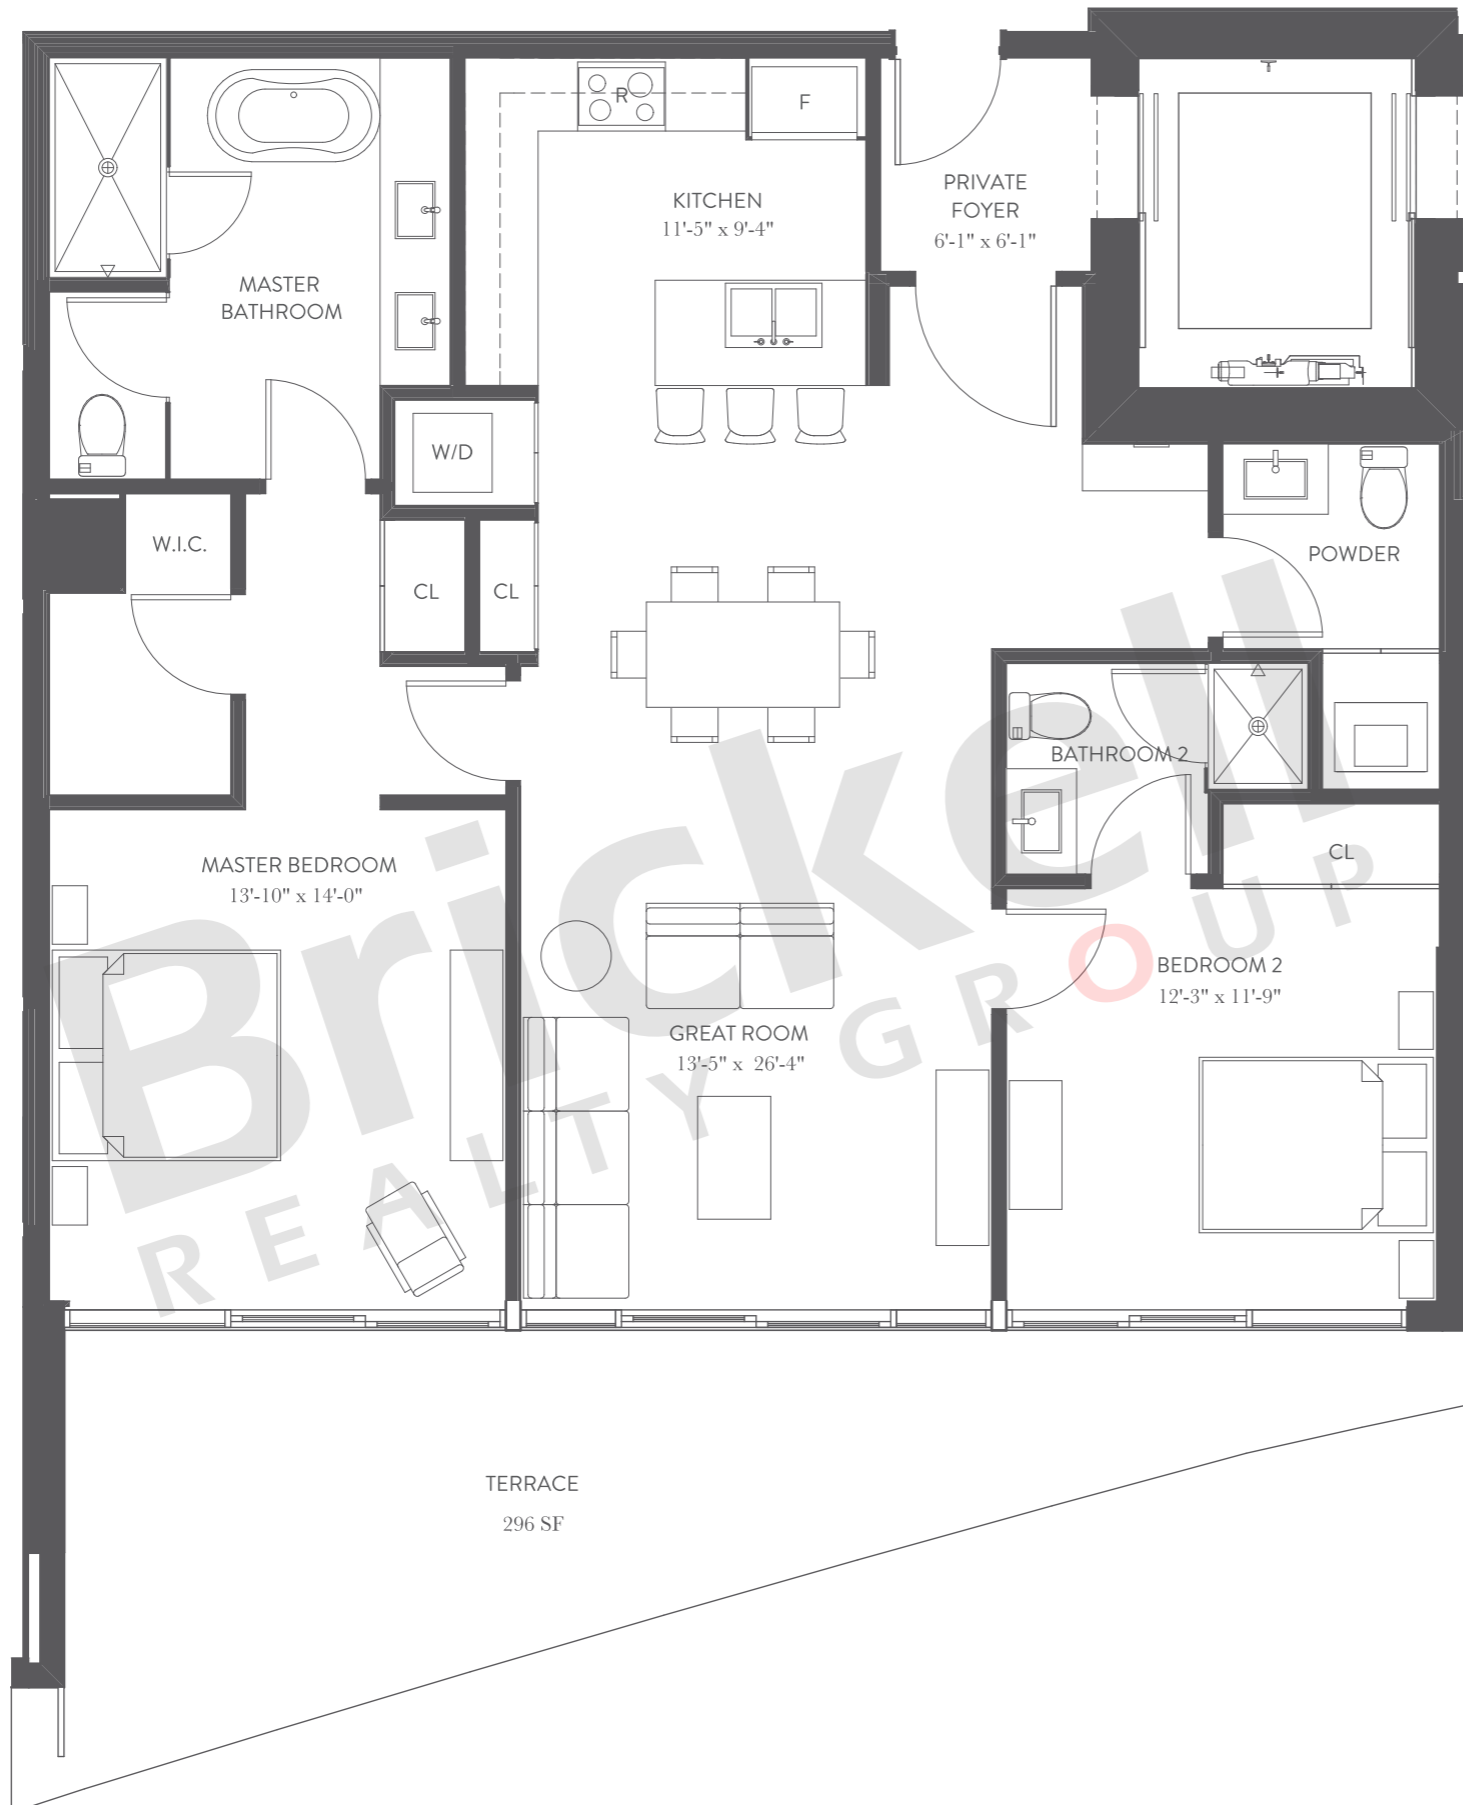 R
F
KITCHEN
11'-5" x 9'-4"
PRIVATE
FOYER
6'-1" x 6'-1"
MASTER
BATHROOM
W/D
W.I.C.
CL
CL
POWDER
BATHROOM 2
CL
MASTER BEDROOM
13'-10" x 14'-0"
BEDROOM 2
12'-3" x 11'-9"
GREAT ROOM
13'-5" x 26'-4"
Brickell
REALTY GROUP
TERRACE
296 SF